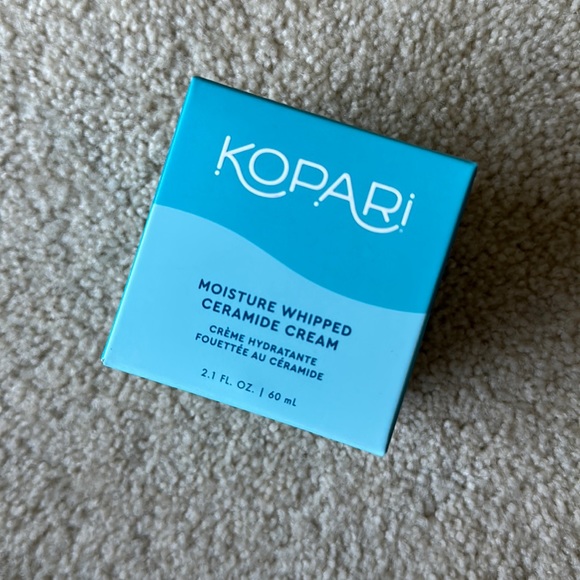 KOPARi
MOISTURE WHIPPED
CERAMIDE CREAM
CRÈME HYDRATANTE
FOUETTÉE AU CÉRAMIDE
2.1 FL. OZ. | 60 mL